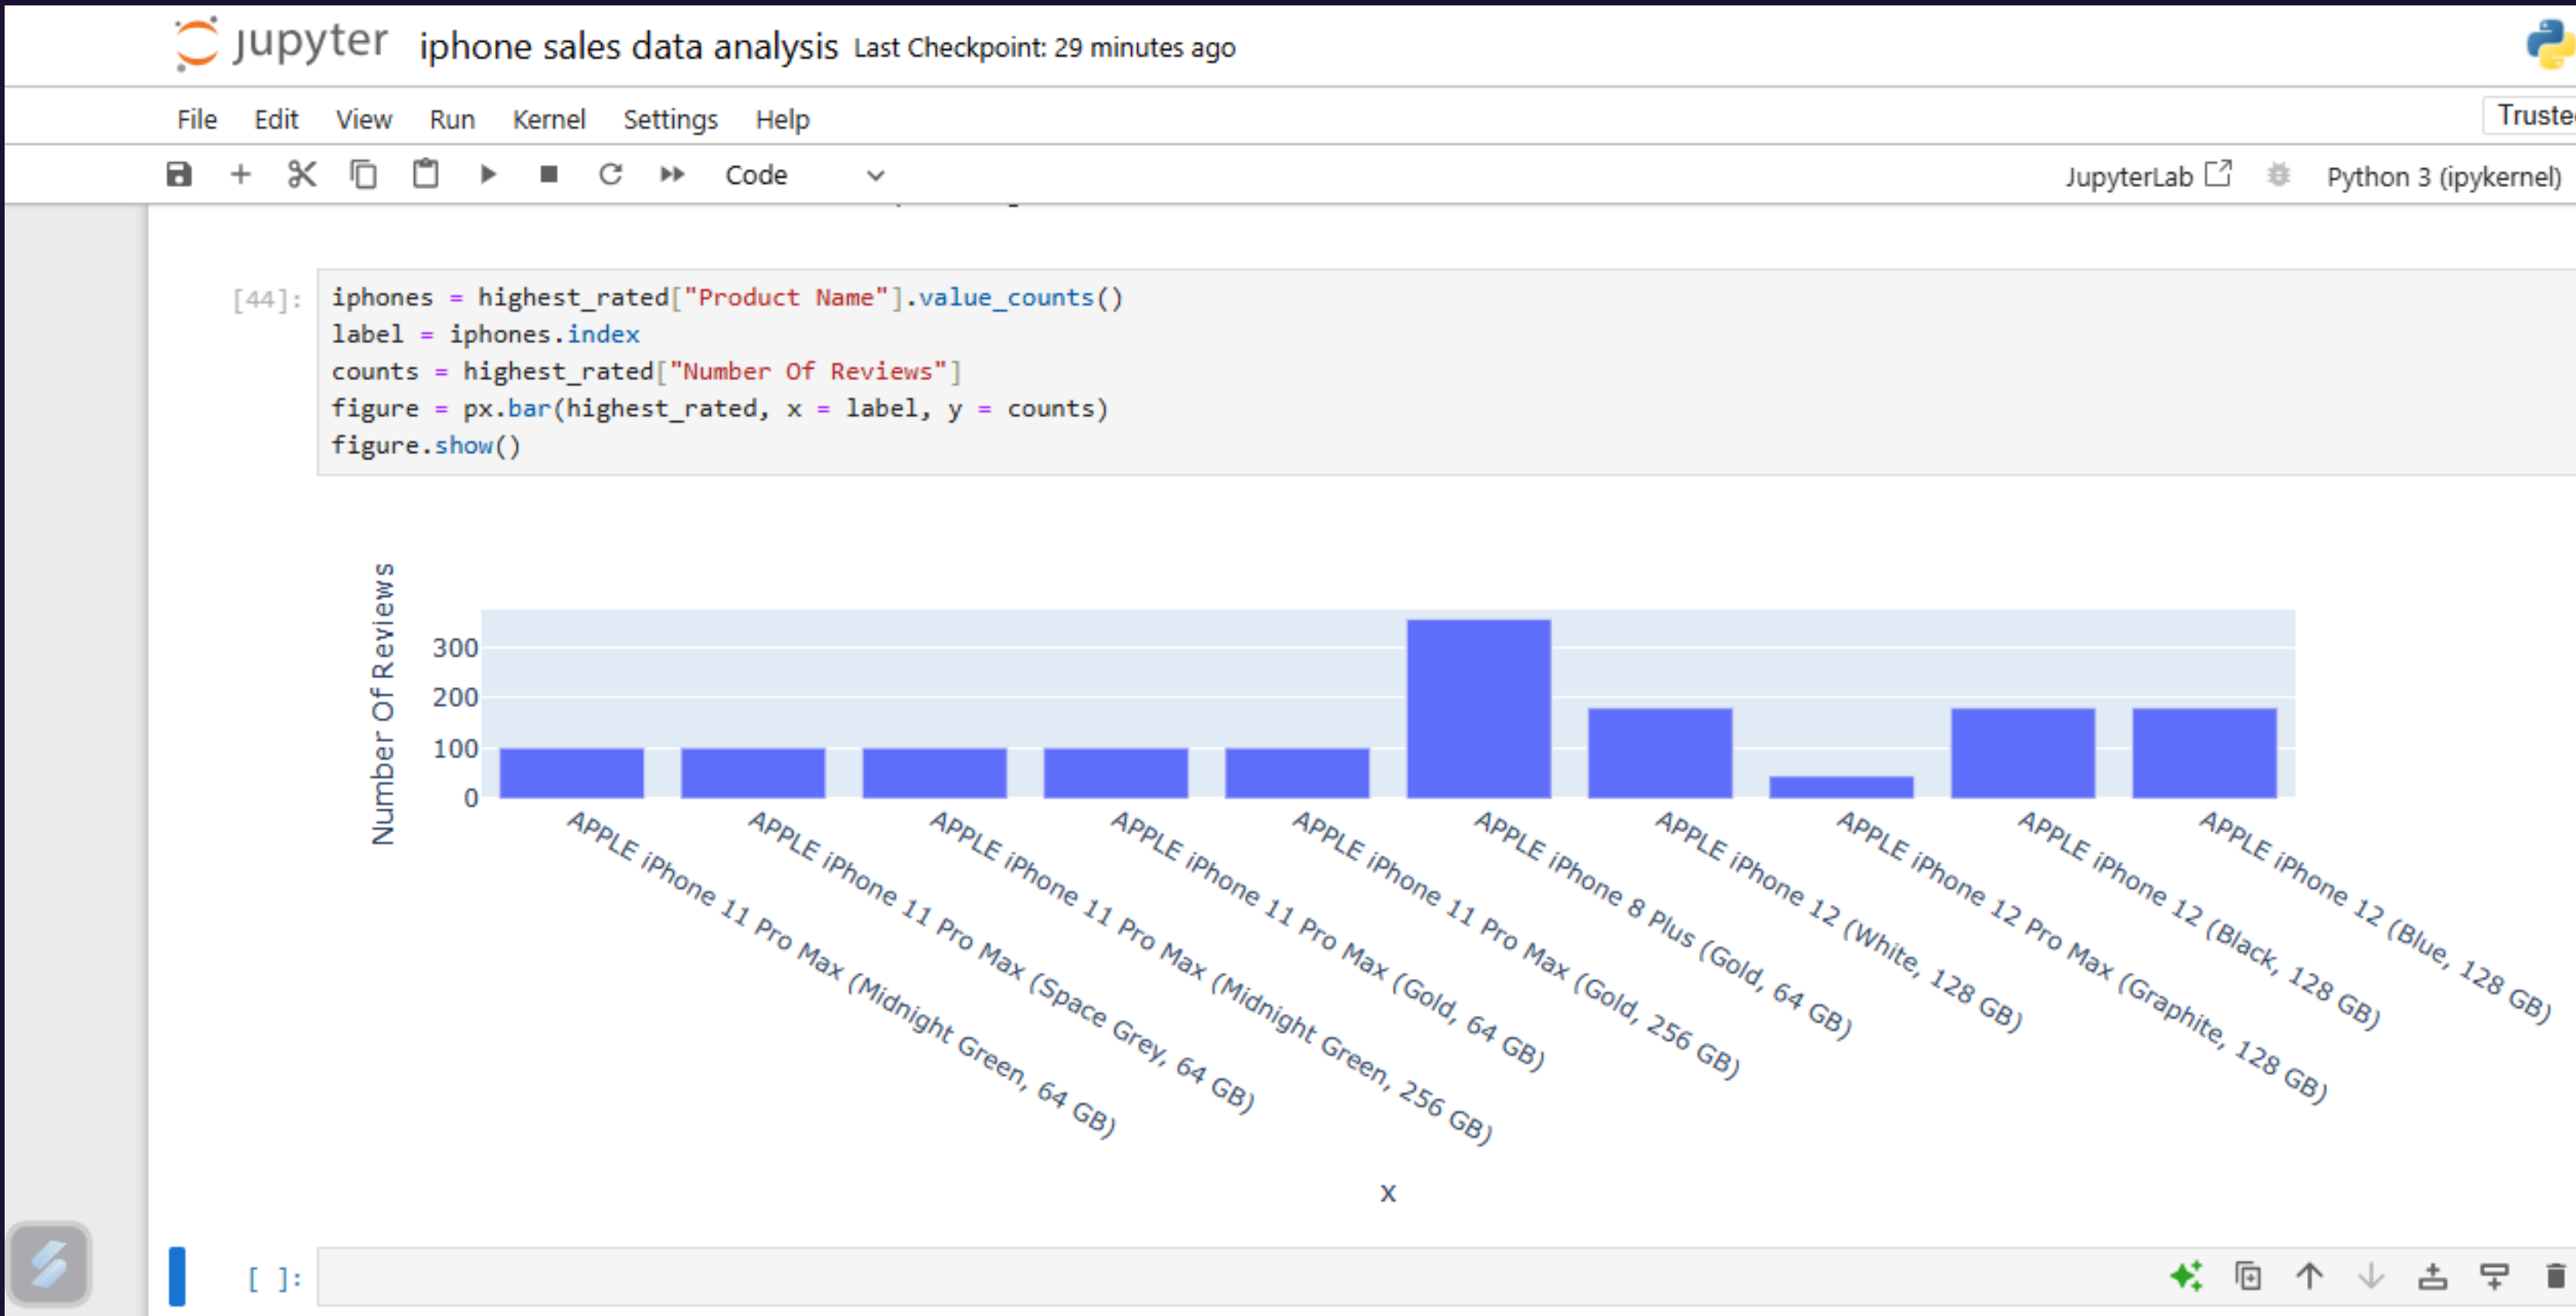 jupyter iphone sales data analysis Last Checkpoint: 29 minutes ago
File Edit View Run Kernel Settings Help
Code JupyterLab Python 3 (ipykernel)
[44]: iphones = highest_rated["Product Name"].value_counts()
label = iphones.index
counts = highest_rated["Number Of Reviews"]
figure = px.bar(highest_rated, x = label, y = counts)
figure.show()
Number Of Reviews
300
200
100
0
APPLE iPhone 11 Pro Max (Midnight Green, 64 GB)
APPLE iPhone 11 Pro Max (Space Grey, 64 GB)
APPLE iPhone 11 Pro Max (Midnight Green, 256 GB)
APPLE iPhone 11 Pro Max (Gold, 64 GB)
APPLE iPhone 11 Pro Max (Gold, 256 GB)
APPLE iPhone 8 Plus (Gold, 64 GB)
APPLE iPhone 12 (White, 128 GB)
APPLE iPhone 12 Pro Max (Graphite, 128 GB)
APPLE iPhone 12 (Black, 128 GB)
APPLE iPhone 12 (Blue, 128 GB)
x
[ ]: